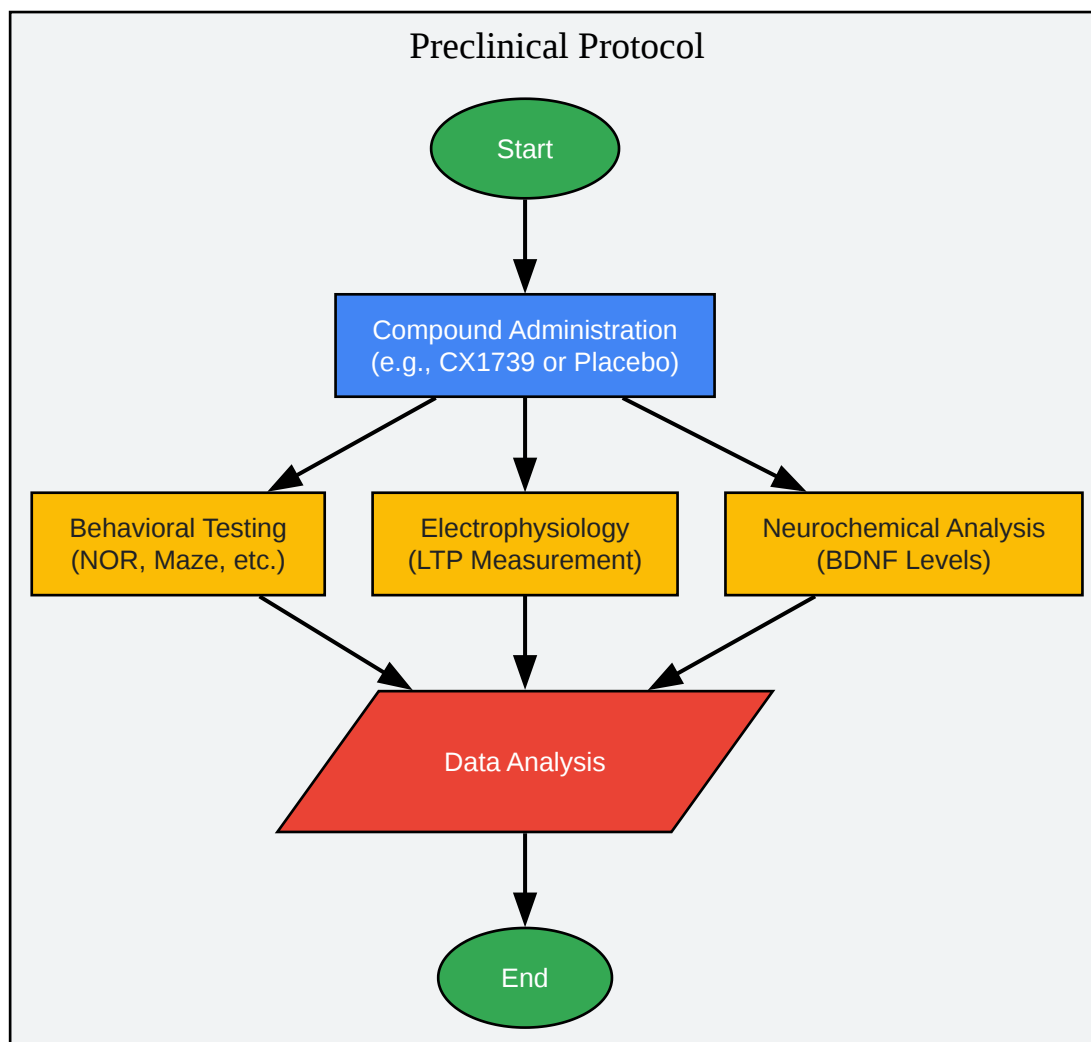 Preclinical Protocol
Start
Compound Administration
(e.g., CX1739 or Placebo)
Behavioral Testing
(NOR, Maze, etc.)
Electrophysiology
(LTP Measurement)
Neurochemical Analysis
(BDNF Levels)
Data Analysis
End